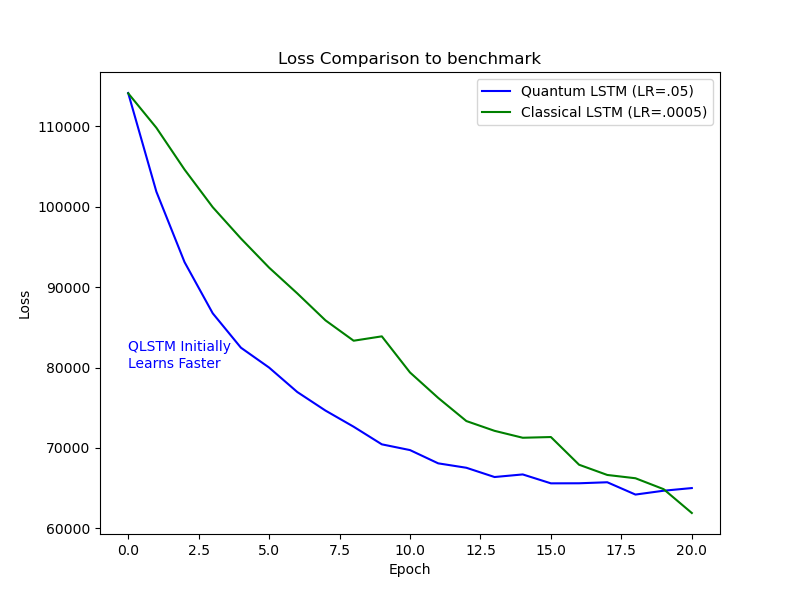 Loss Comparison to benchmark
Quantum LSTM (LR=.05)
Classical LSTM (LR=.0005)
110000
100000
90000
80000
70000
60000
Loss
QLSTM Initially
Learns Faster
0.0 2.5 5.0 7.5 10.0 12.5 15.0 17.5 20.0
Epoch